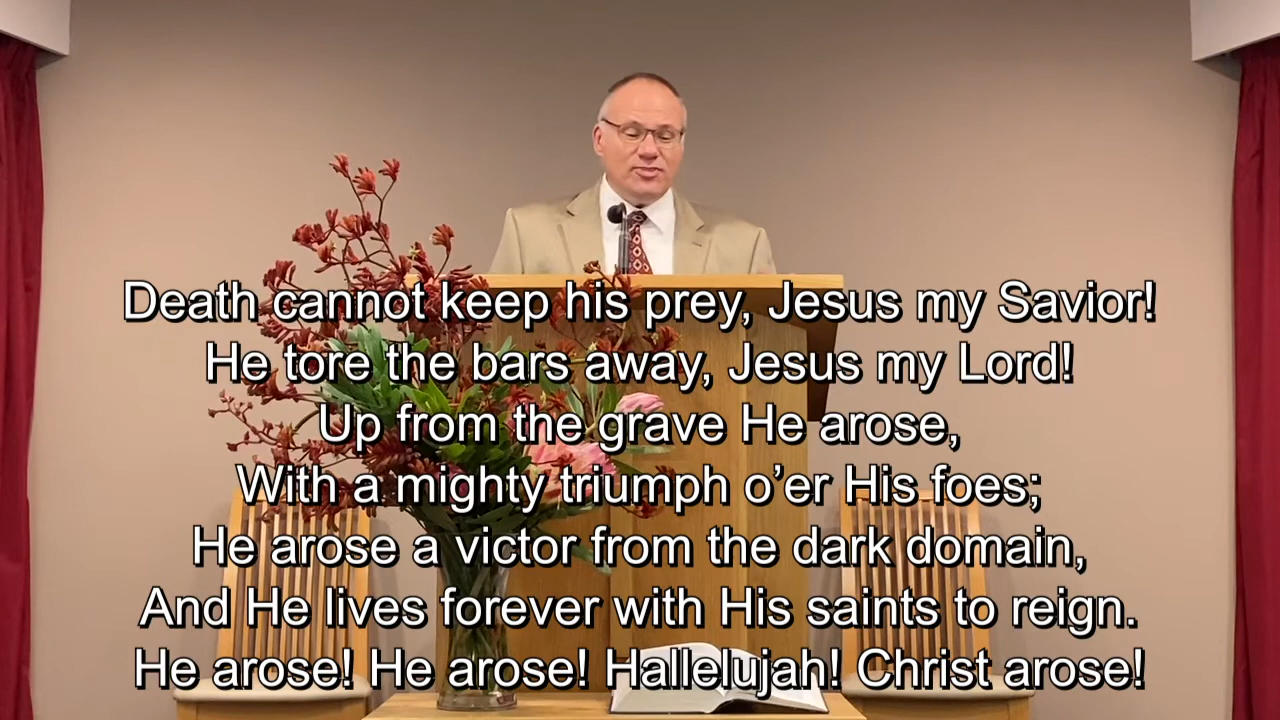 Death cannot keep his prey, Jesus my Savior!
He tore the bars away, Jesus my Lord!
Up from the grave He arose,
With a mighty triumph o’er His foes;
He arose a victor from the dark domain,
And He lives forever with His saints to reign.
He arose! He arose! Hallelujah! Christ arose!